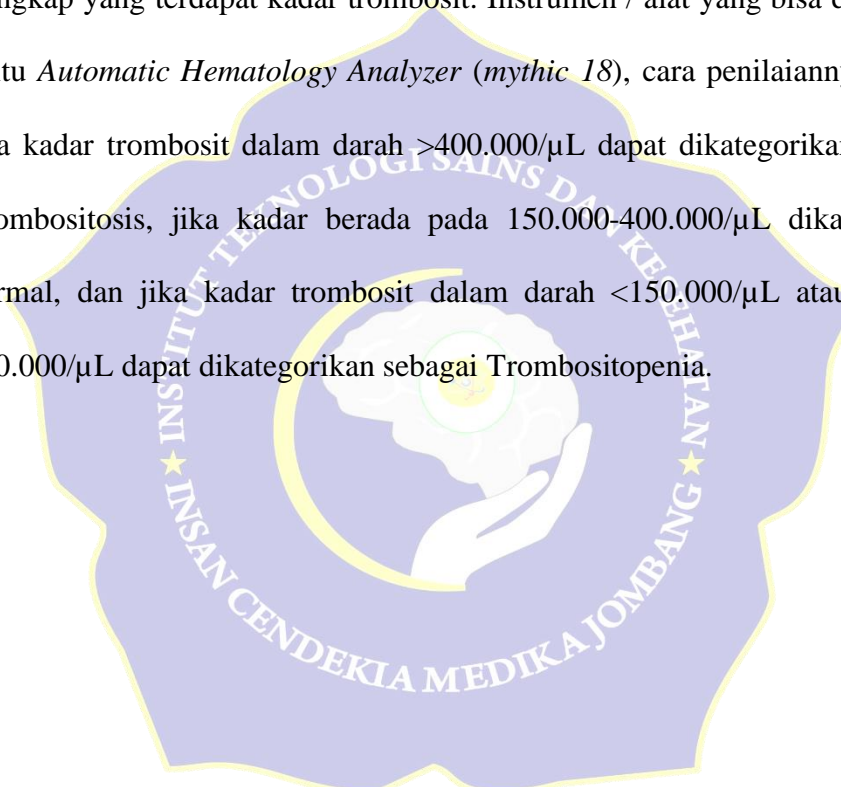 ngkap yang terdapat kadar trombosit. Instrumen / alat yang bisa d
tu Automatic Hematology Analyzer (mythic 18), cara penilaianny
a kadar trombosit dalam darah >400.000/µL dapat dikategorikan
ombositosis, jika kadar berada pada 150.000-400.000/µL dika
rmal, dan jika kadar trombosit dalam darah <150.000/µL atau
0.000/µL dapat dikategorikan sebagai Trombositopenia.
INSTITUT TEKNOLOGI SAINS DAN KESEHATAN
INSAN CENDEKIA MEDIKA JOMBANG